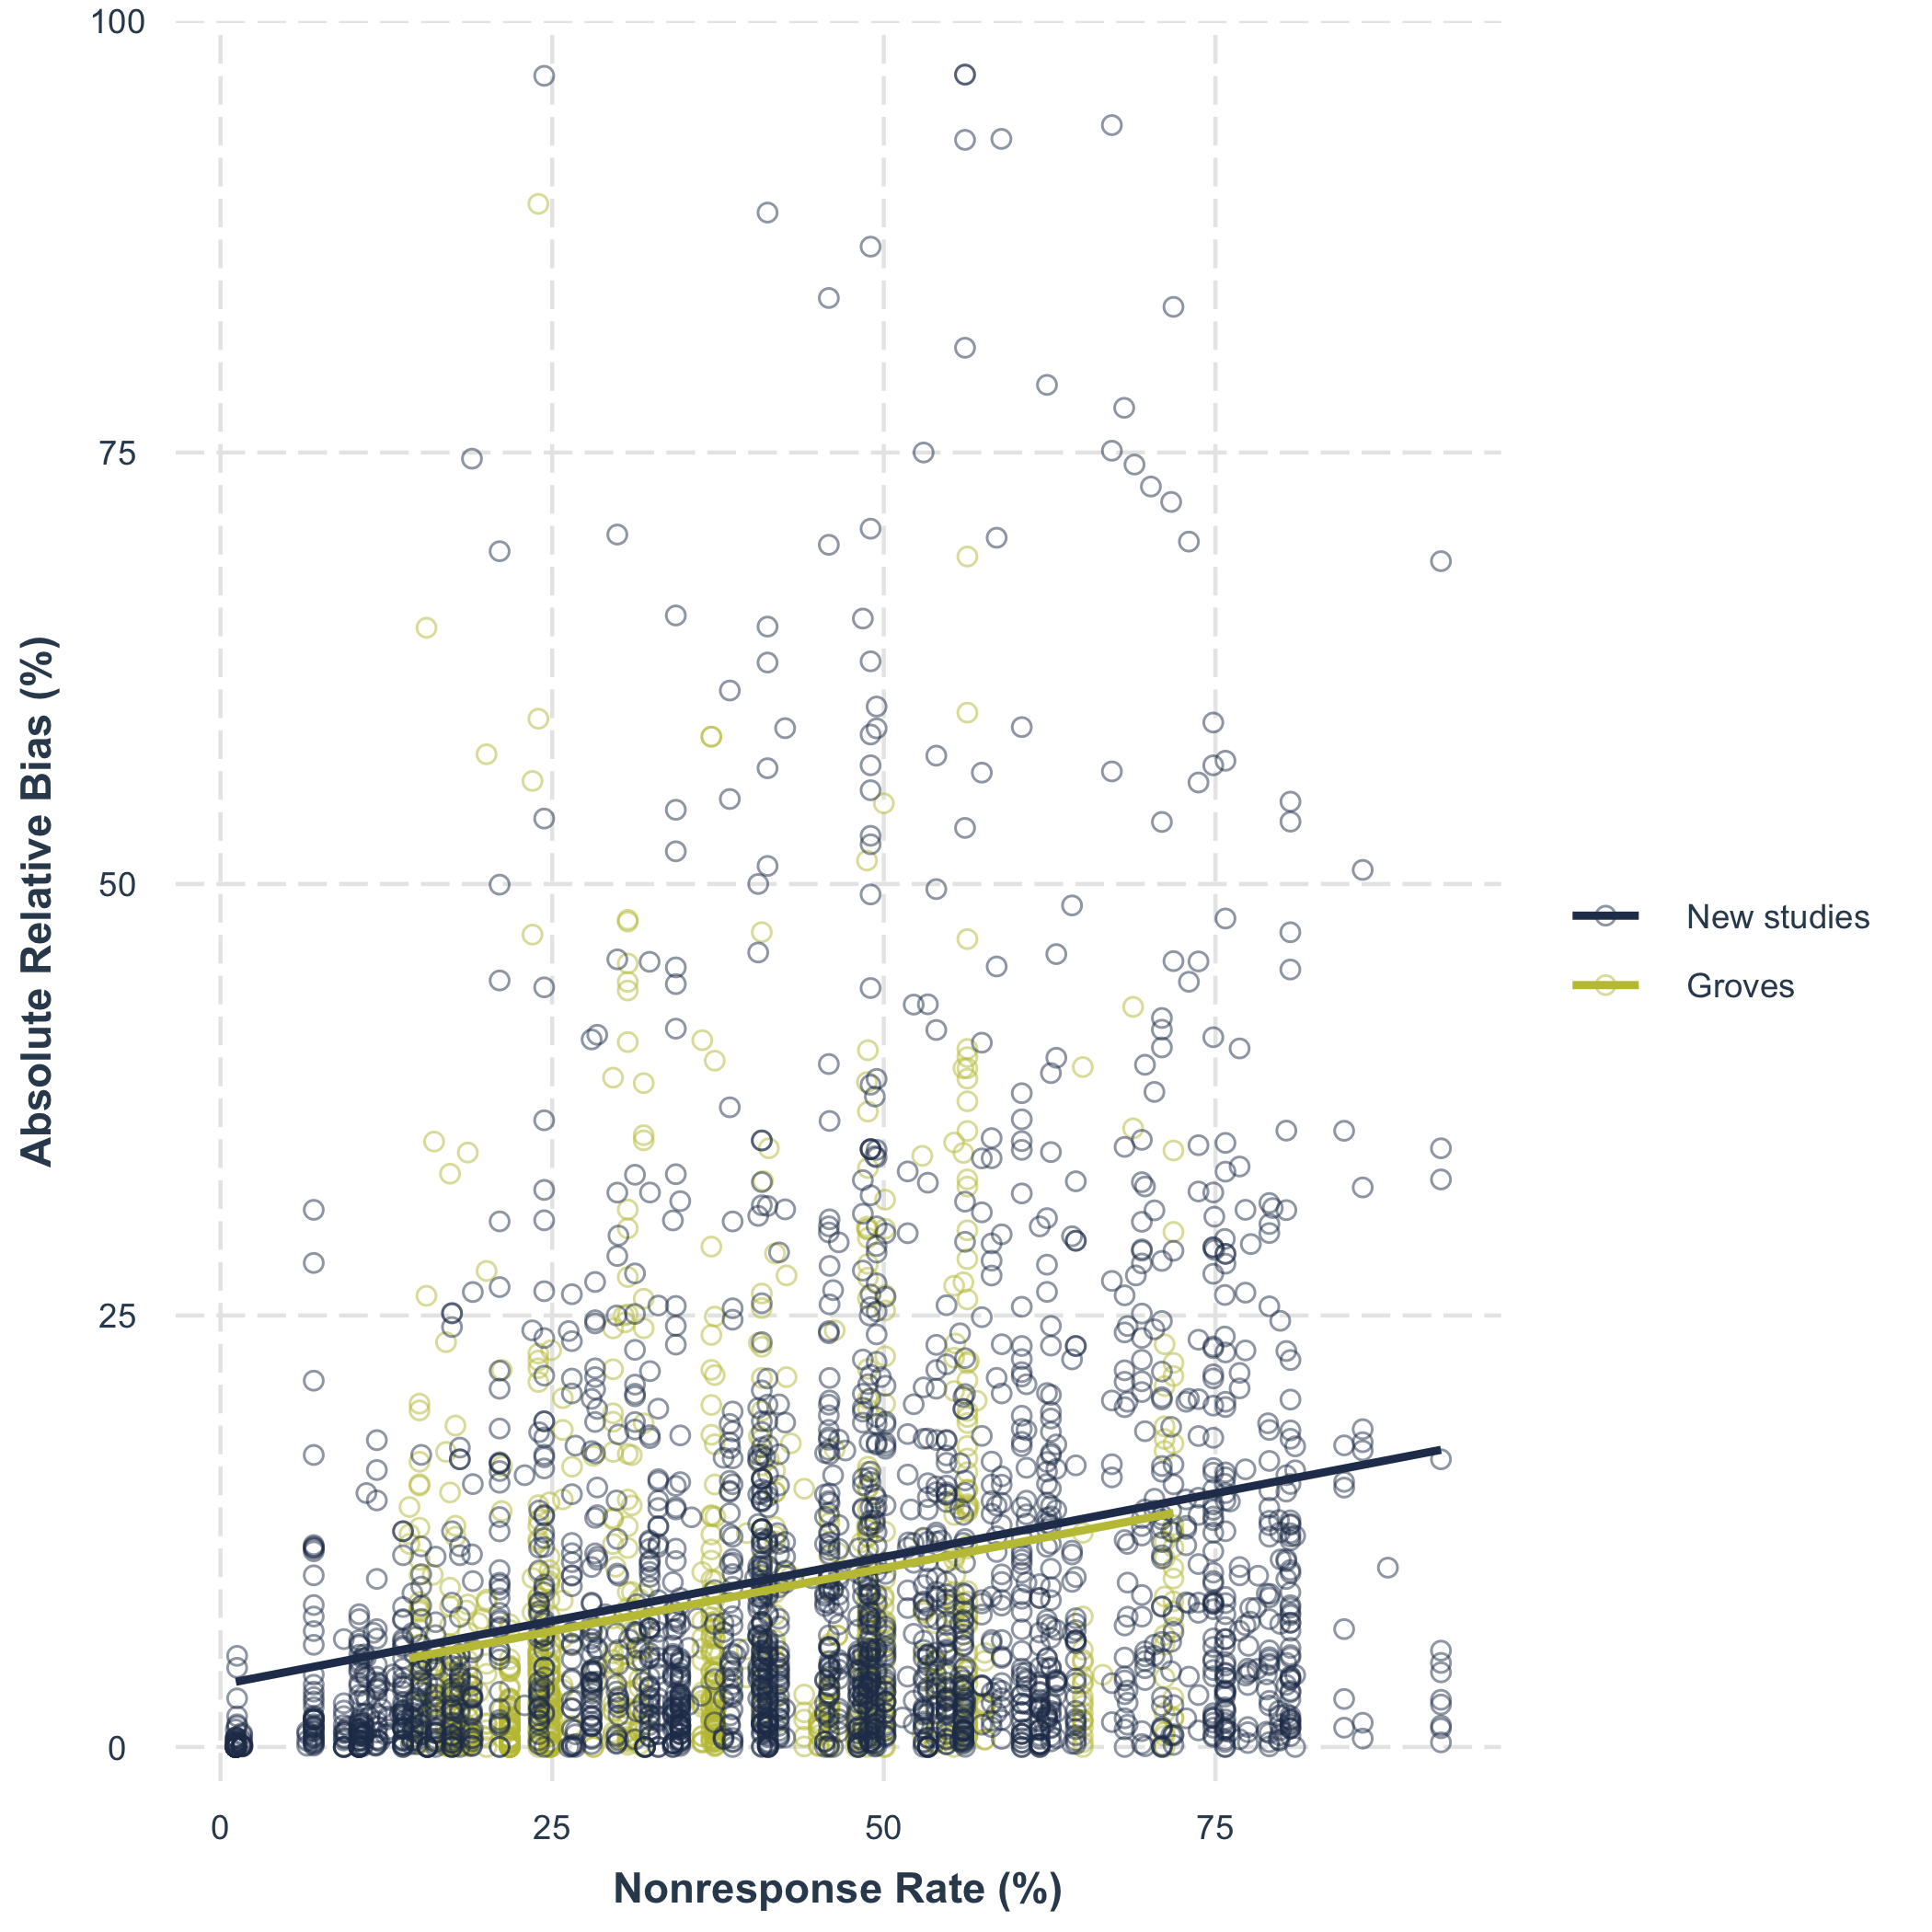 100
75
50
25
0
0 25 50 75
Nonresponse Rate (%)
Absolute Relative Bias (%)
New studies
Groves